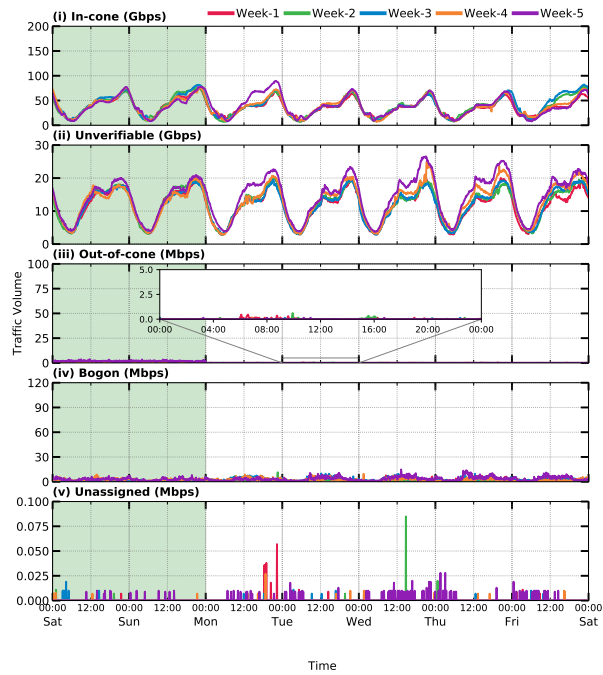 (i) In-cone (Gbps)
Week-1 Week-2 Week-3 Week-4 Week-5
200
150
100
50
0
(ii) Unverifiable (Gbps)
30
20
10
0
(iii) Out-of-cone (Mbps)
100
75
50
25
0
5.0
2.5
0.0
00:00 04:00 08:00 12:00 16:00 20:00 00:00
Traffic Volume
(iv) Bogon (Mbps)
120
90
60
30
0
(v) Unassigned (Mbps)
0.100
0.075
0.050
0.025
0.000
00:00 12:00 00:00 12:00 00:00 12:00 00:00 12:00 00:00 12:00 00:00 12:00 00:00 12:00 00:00
Sat Sun Mon Tue Wed Thu Fri Sat
Time